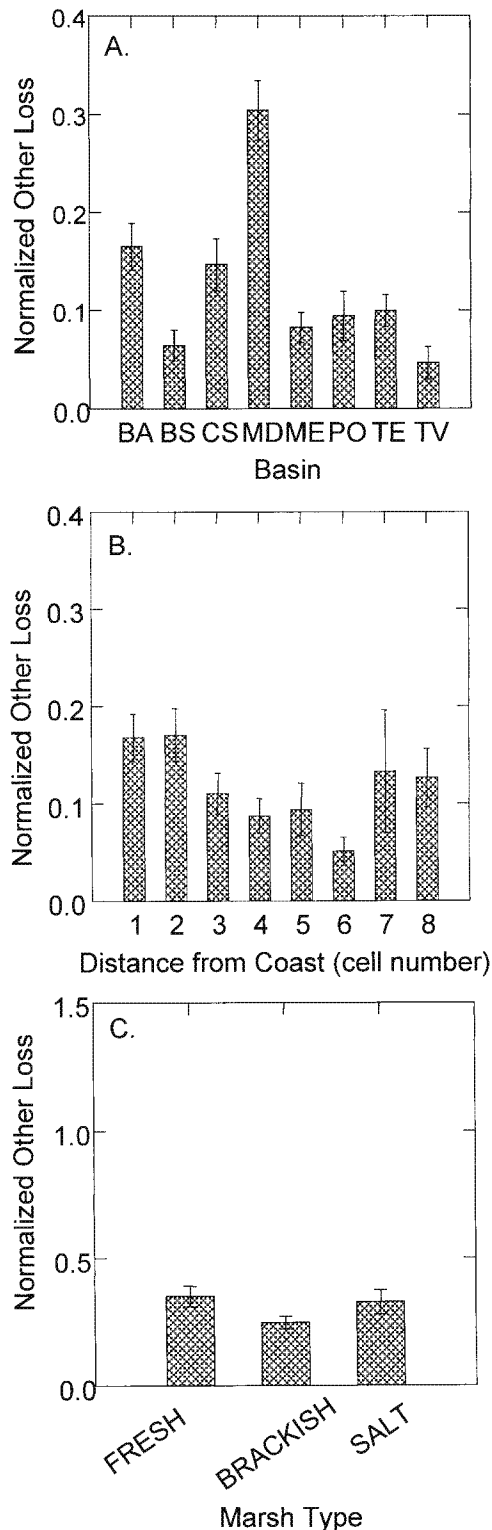 A.
Normalized Other Loss
0.4
0.3
0.2
0.1
0.0
BA BS CS MD ME PO TE TV
Basin
B.
Normalized Other Loss
0.4
0.3
0.2
0.1
0.0
1 2 3 4 5 6 7 8
Distance from Coast (cell number)
C.
Normalized Other Loss
1.5
1.0
0.5
0.0
FRESH BRACKISH SALT
Marsh Type